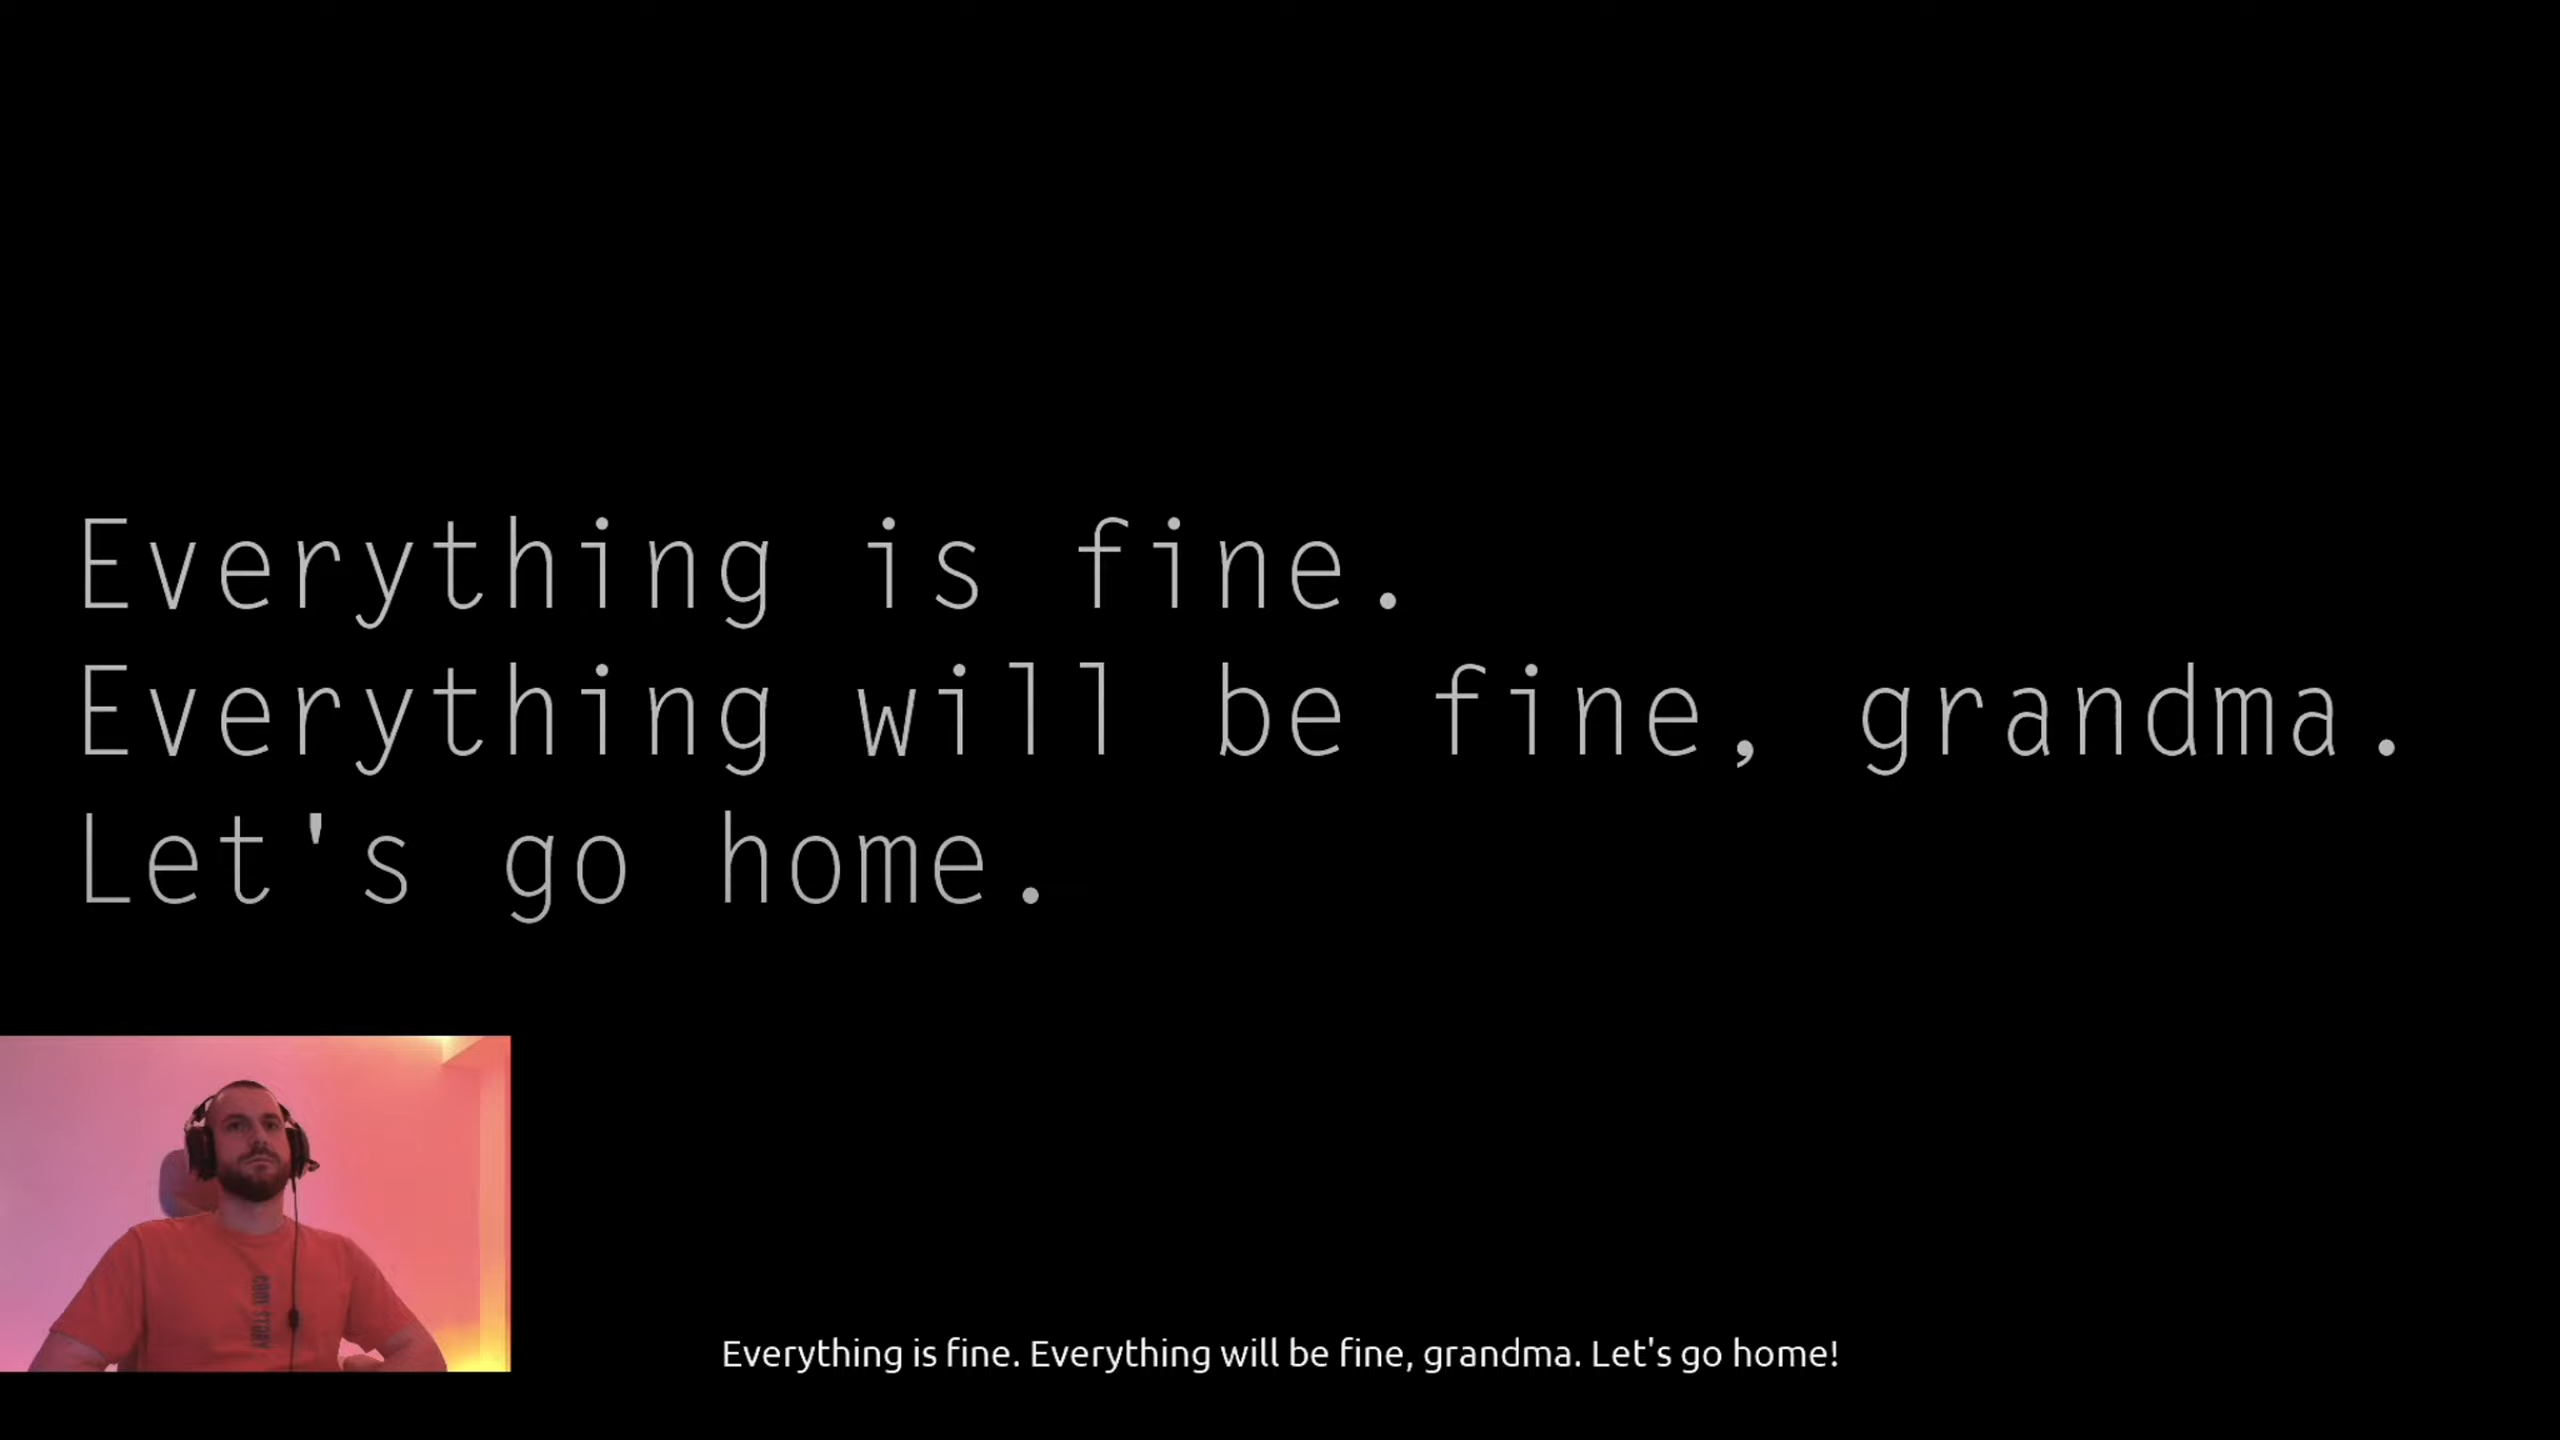 Everything is fine.
Everything will be fine, grandma.
Let's go home.
Everything is fine. Everything will be fine, grandma. Let's go home!